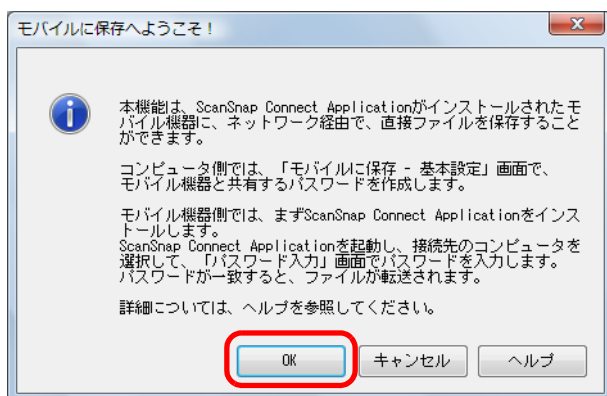 モバイルに保存へようこそ！
本機能は、ScanSnap Connect Applicationがインストールされたモ
バイル機器に、ネットワーク経由で、直接ファイルを保存すること
ができます。
コンピュータ側では、「モバイルに保存 - 基本設定」画面で、
モバイル機器と共有するパスワードを作成します。
モバイル機器側では、まずScanSnap Connect Applicationをインス
トールします。
ScanSnap Connect Applicationを起動し、接続先のコンピュータを
選択して、「パスワード入力」画面でパスワードを入力します。
パスワードが一致すると、ファイルが転送されます。
詳細については、ヘルプを参照してください。
OK
キャンセル
ヘルプ